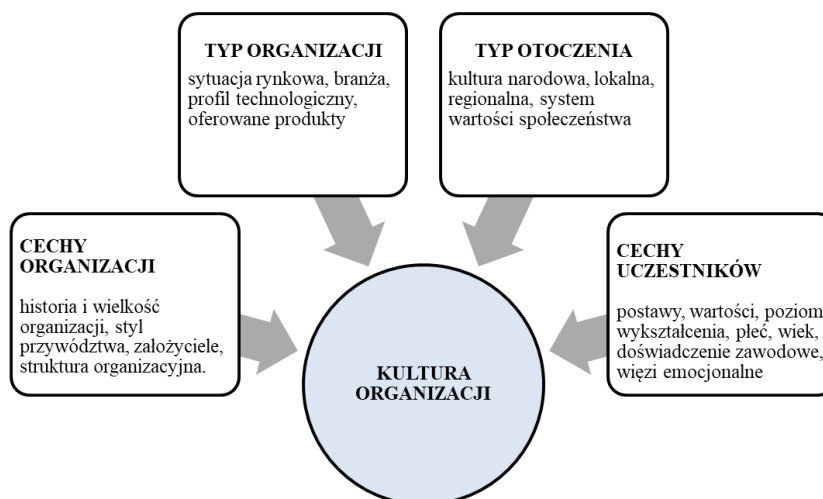 TYP ORGANIZACJI
sytuacja rynkowa, branża,
profil technologiczny,
oferowane produkty
TYP OTOCZENIA
kultura narodowa, lokalna,
regionalna, system
wartości społeczeństwa
CECHY
ORGANIZACJI
historia i wielkość
organizacji, styl
przywództwa, założyciele,
struktura organizacyjna.
CECHY
UCZESTNIKÓW
postawy, wartości, poziom
wykształcenia, płeć, wiek,
doświadczenie zawodowe,
więzi emocjonalne
KULTURA
ORGANIZACJI